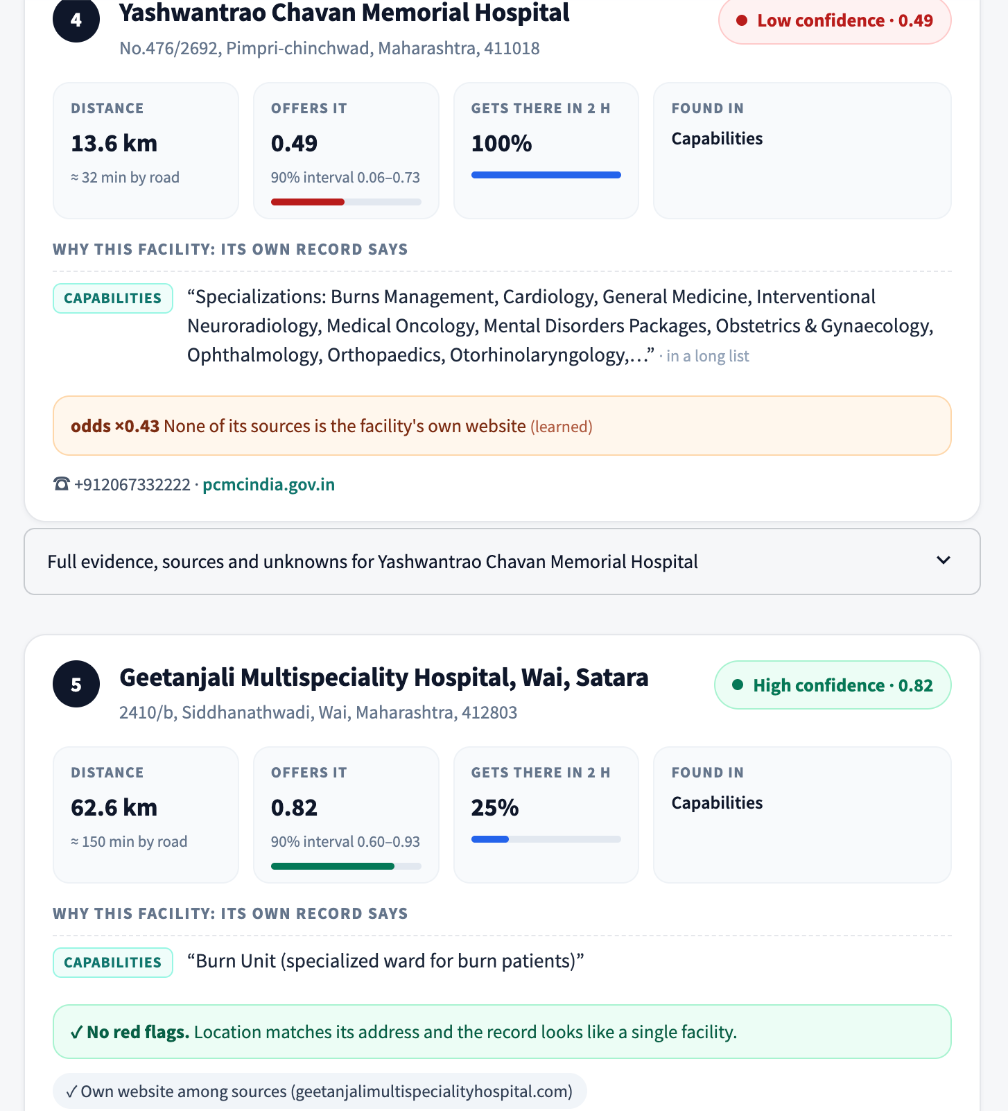 4
Yashwantrao Chavan Memorial Hospital
Low confidence · 0.49
No.476/2692, Pimpri-chinchwad, Maharashtra, 411018
DISTANCE
13.6 km
≈ 32 min by road
OFFERS IT
0.49
90% interval 0.06–0.73
GETS THERE IN 2 H
100%
FOUND IN
Capabilities
WHY THIS FACILITY: ITS OWN RECORD SAYS
CAPABILITIES
“Specializations: Burns Management, Cardiology, General Medicine, Interventional
Neuroradiology, Medical Oncology, Mental Disorders Packages, Obstetrics & Gynaecology,
Ophthalmology, Orthopaedics, Otorhinolaryngology,…” · in a long list
odds ×0.43 None of its sources is the facility's own website (learned)
☎ +912067332222 · pcmcindia.gov.in
Full evidence, sources and unknowns for Yashwantrao Chavan Memorial Hospital
5
Geetanjali Multispeciality Hospital, Wai, Satara
High confidence · 0.82
2410/b, Siddhanathwadi, Wai, Maharashtra, 412803
DISTANCE
62.6 km
≈ 150 min by road
OFFERS IT
0.82
90% interval 0.60–0.93
GETS THERE IN 2 H
25%
FOUND IN
Capabilities
WHY THIS FACILITY: ITS OWN RECORD SAYS
CAPABILITIES
“Burn Unit (specialized ward for burn patients)”
✓ No red flags. Location matches its address and the record looks like a single facility.
✓ Own website among sources (geetanjalimultispecialityhospital.com)